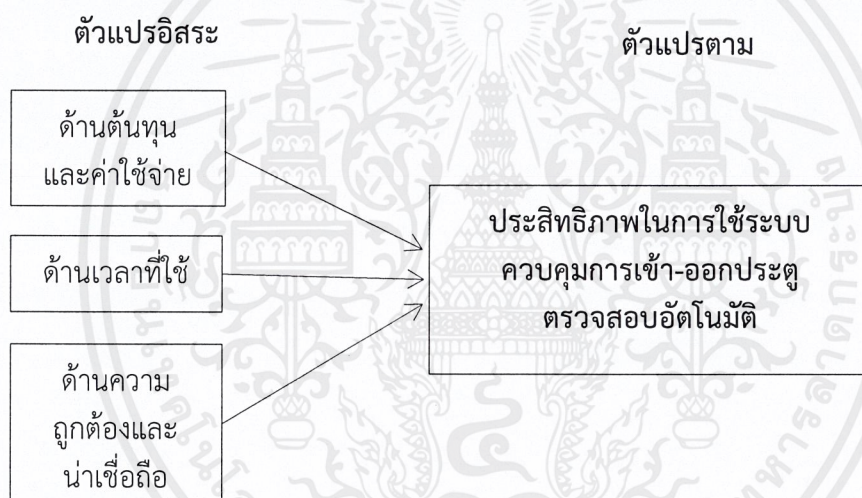 ตัวแปรอิสระ
ตัวแปรตาม
ด้านต้นทุน
และค่าใช้จ่าย
ด้านเวลาที่ใช้
ด้านความ
ถูกต้องและ
น่าเชื่อถือ
ประสิทธิภาพในการใช้ระบบ
ควบคุมการเข้า-ออกประตู
ตรวจสอบอัตโนมัติ